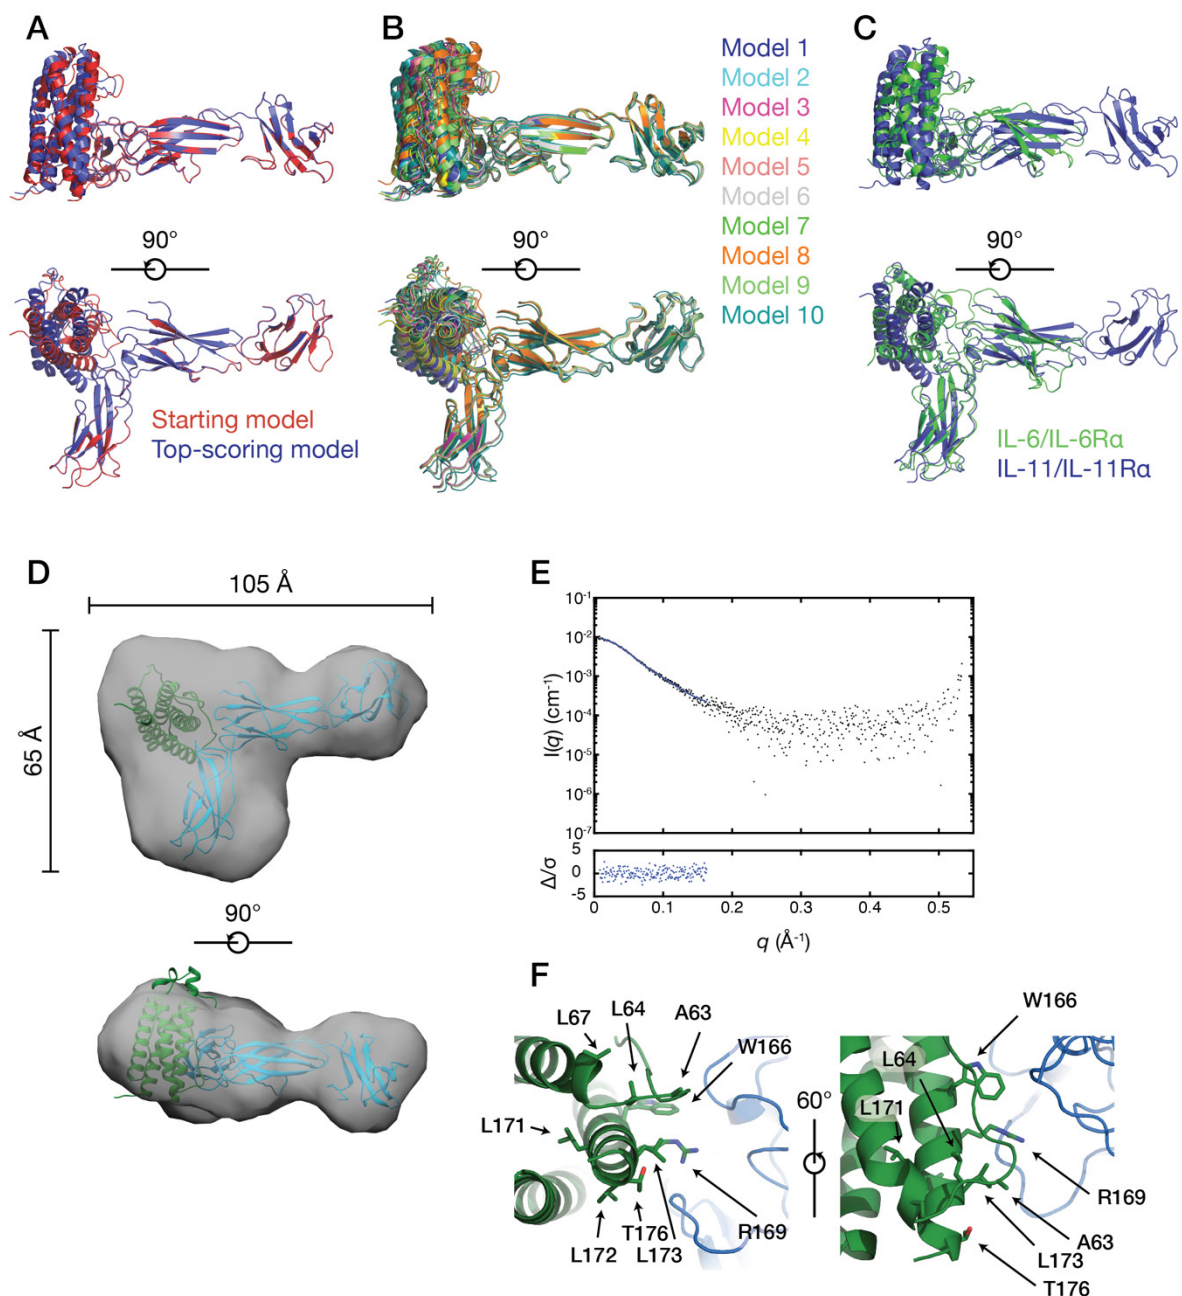 A
B
C
Model 1
Model 2
Model 3
Model 4
Model 5
Model 6
Model 7
Model 8
Model 9
Model 10
90°
90°
90°
Starting model
Top-scoring model
IL-6/IL-6Rα
IL-11/IL-11Rα
D
105 Å
65 Å
90°
E
10-1
10-2
10-3
10-4
10-5
10-6
10-7
I(q) (cm-1)
5
0
-5
Δ/σ
0 0.1 0.2 0.3 0.4 0.5
q (Å-1)
F
L67
L64
A63
W166
L171
T176
L172
L173
R169
60°
W166
L64
L171
R169
A63
L173
T176